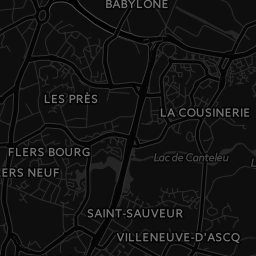 BABYLONE
LES PRÈS
LA COUSINERIE
FLERS BOURG
Lac de Canteleu
ERS NEUF
SAINT-SAUVEUR
VILLENEUVE-D'ASCQ